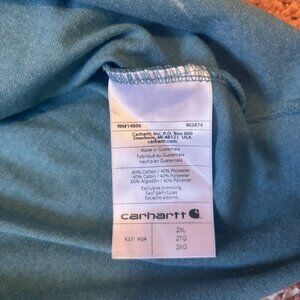 RN#14806 903874
Carhartt, Inc. P.O. Box 600
Dearborn, MI 48121 USA
carhartt.com
Made in Guatemala
Fabriqué au Guatemala
Hecho en Guatemala
60% Cotton / 40% Polyester
60% Coton / 40% Polyester
60% Algodón / 40% Poliéster
Exclusive trimming
Sauf garnitures
Excepto adorno
carhartt
K231 H24
2XL
2TG
2XG